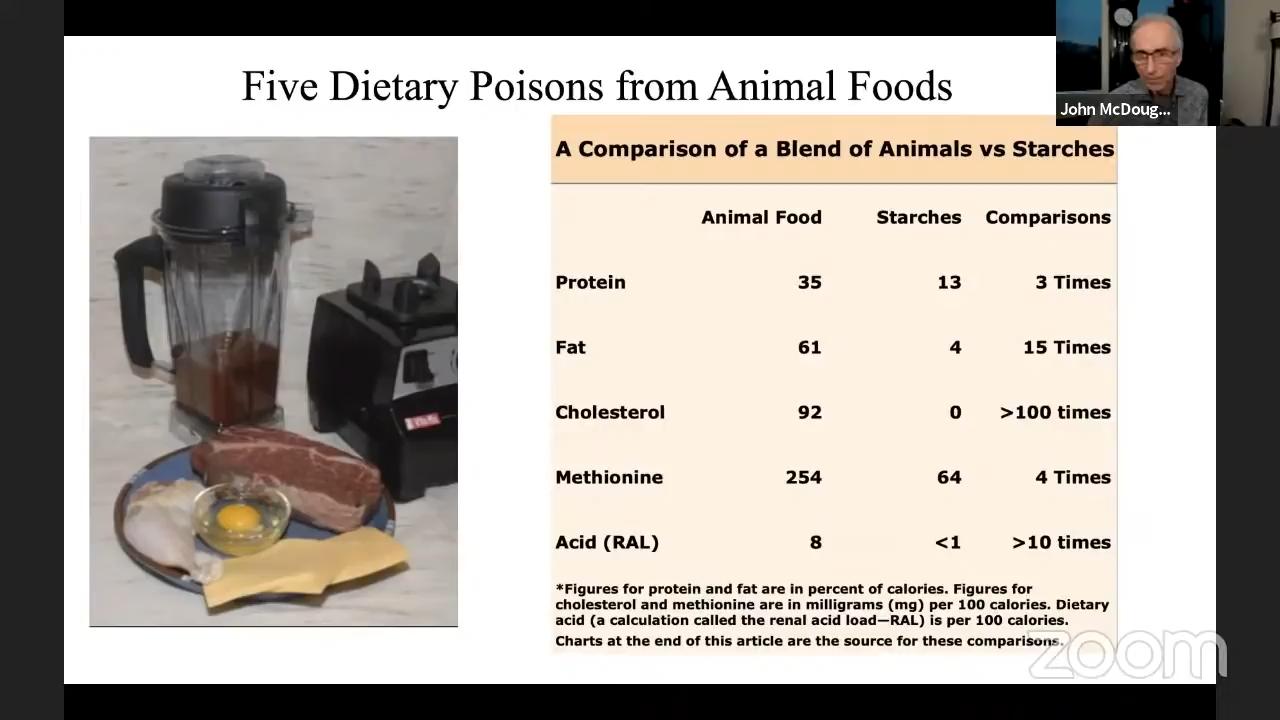 Five Dietary Poisons from Animal Foods
John McDoug...
A Comparison of a Blend of Animals vs Starches
Animal Food Starches Comparisons
Protein 35 13 3 Times
Fat 61 4 15 Times
Cholesterol 92 0 >100 times
Methionine 254 64 4 Times
Acid (RAL) 8 <1 >10 times
*Figures for protein and fat are in percent of calories. Figures for
cholesterol and methionine are in milligrams (mg) per 100 calories. Dietary
acid (a calculation called the renal acid load—RAL) is per 100 calories.
Charts at the end of this article are the source for these comparisons.
zoom